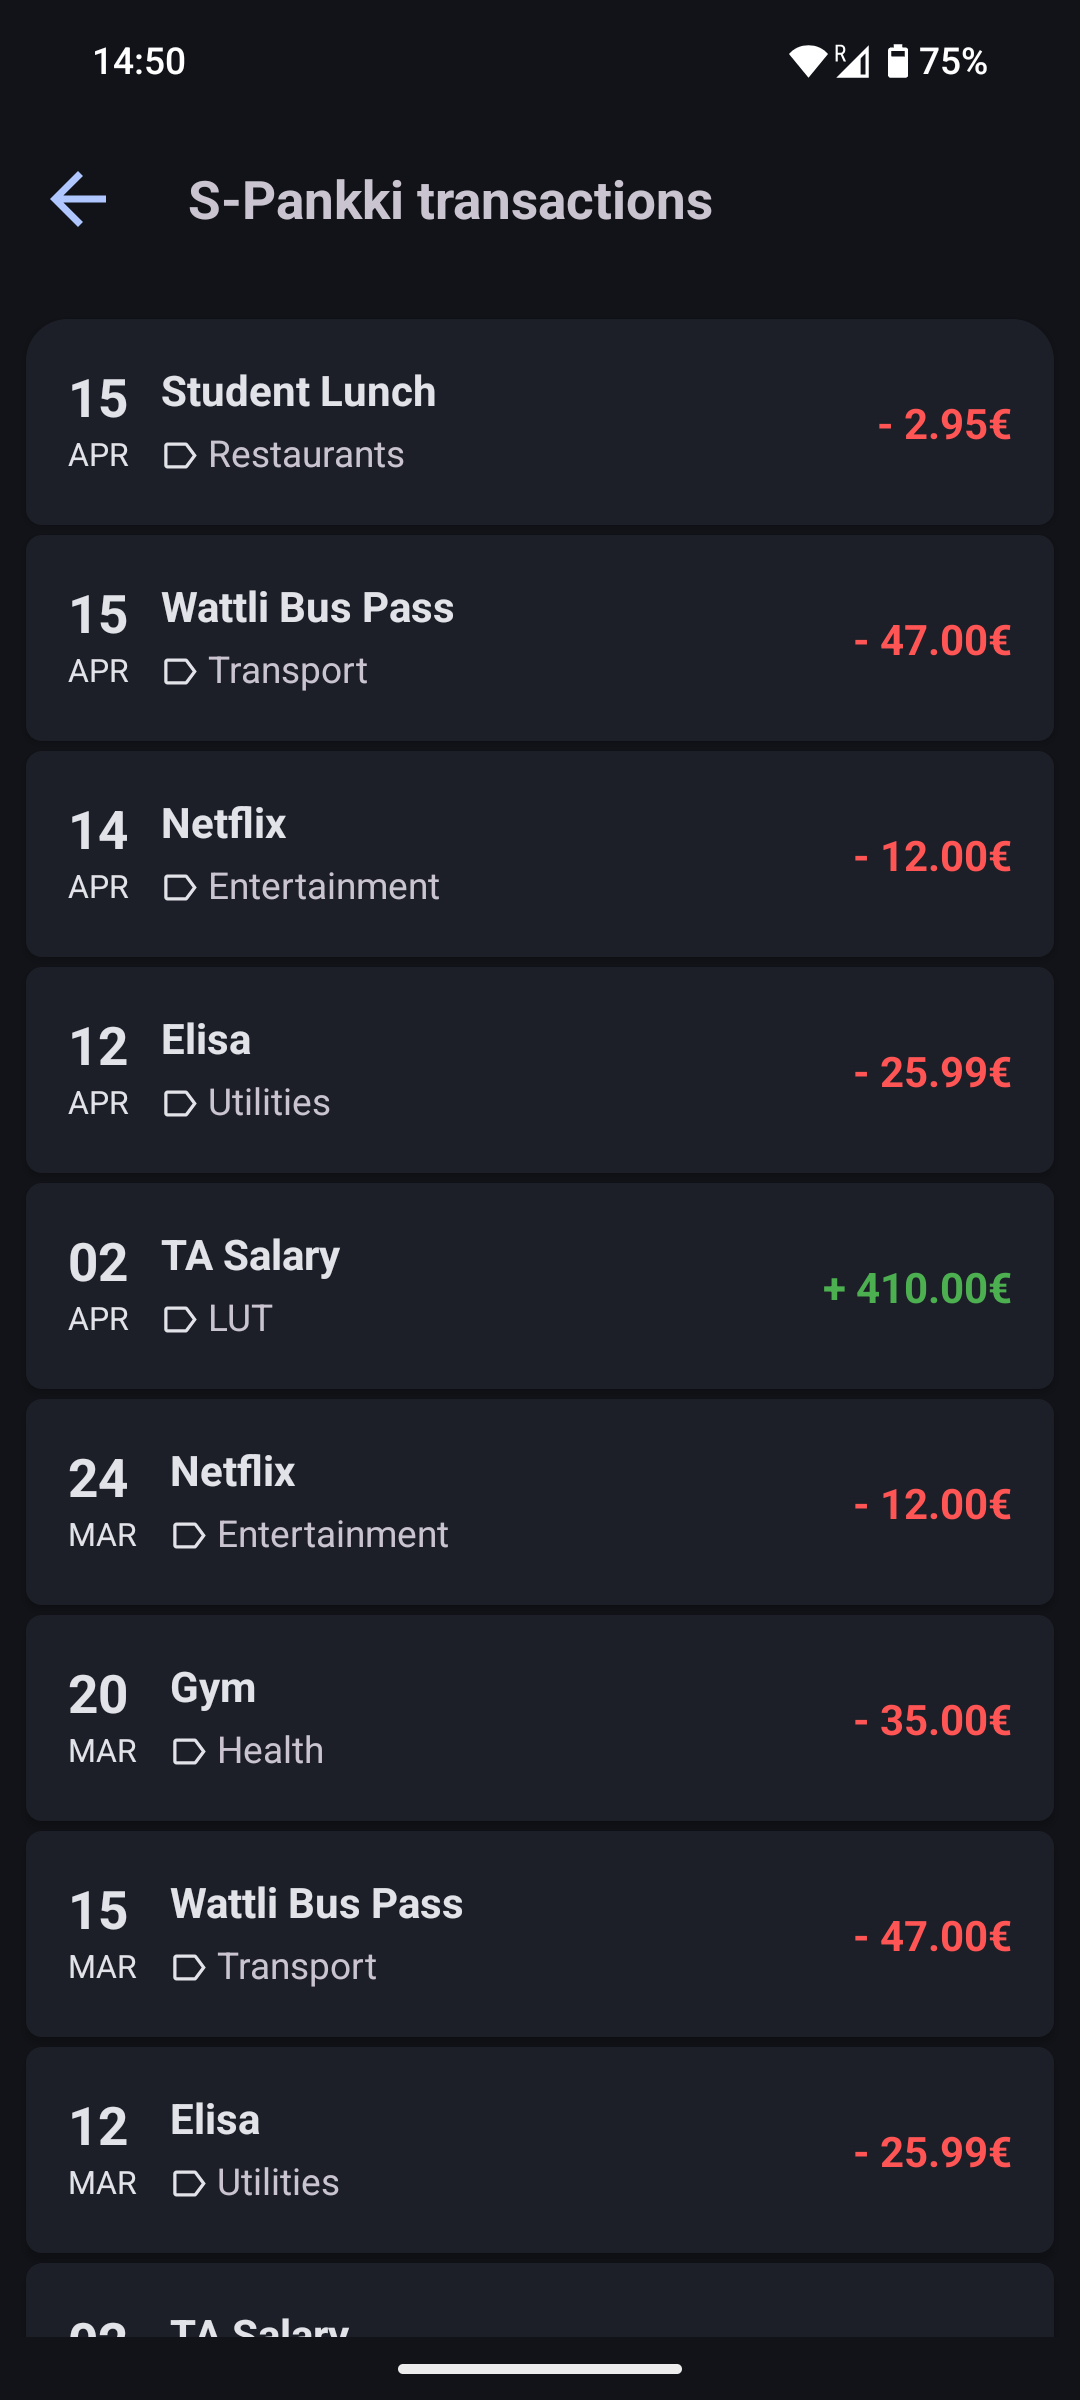 14:50
R 75%
S-Pankki transactions
15 Student Lunch
APR Restaurants
- 2.95€
15 Wattli Bus Pass
APR Transport
- 47.00€
14 Netflix
APR Entertainment
- 12.00€
12 Elisa
APR Utilities
- 25.99€
02 TA Salary
APR LUT
+ 410.00€
24 Netflix
MAR Entertainment
- 12.00€
20 Gym
MAR Health
- 35.00€
15 Wattli Bus Pass
MAR Transport
- 47.00€
12 Elisa
MAR Utilities
- 25.99€
TA Salary